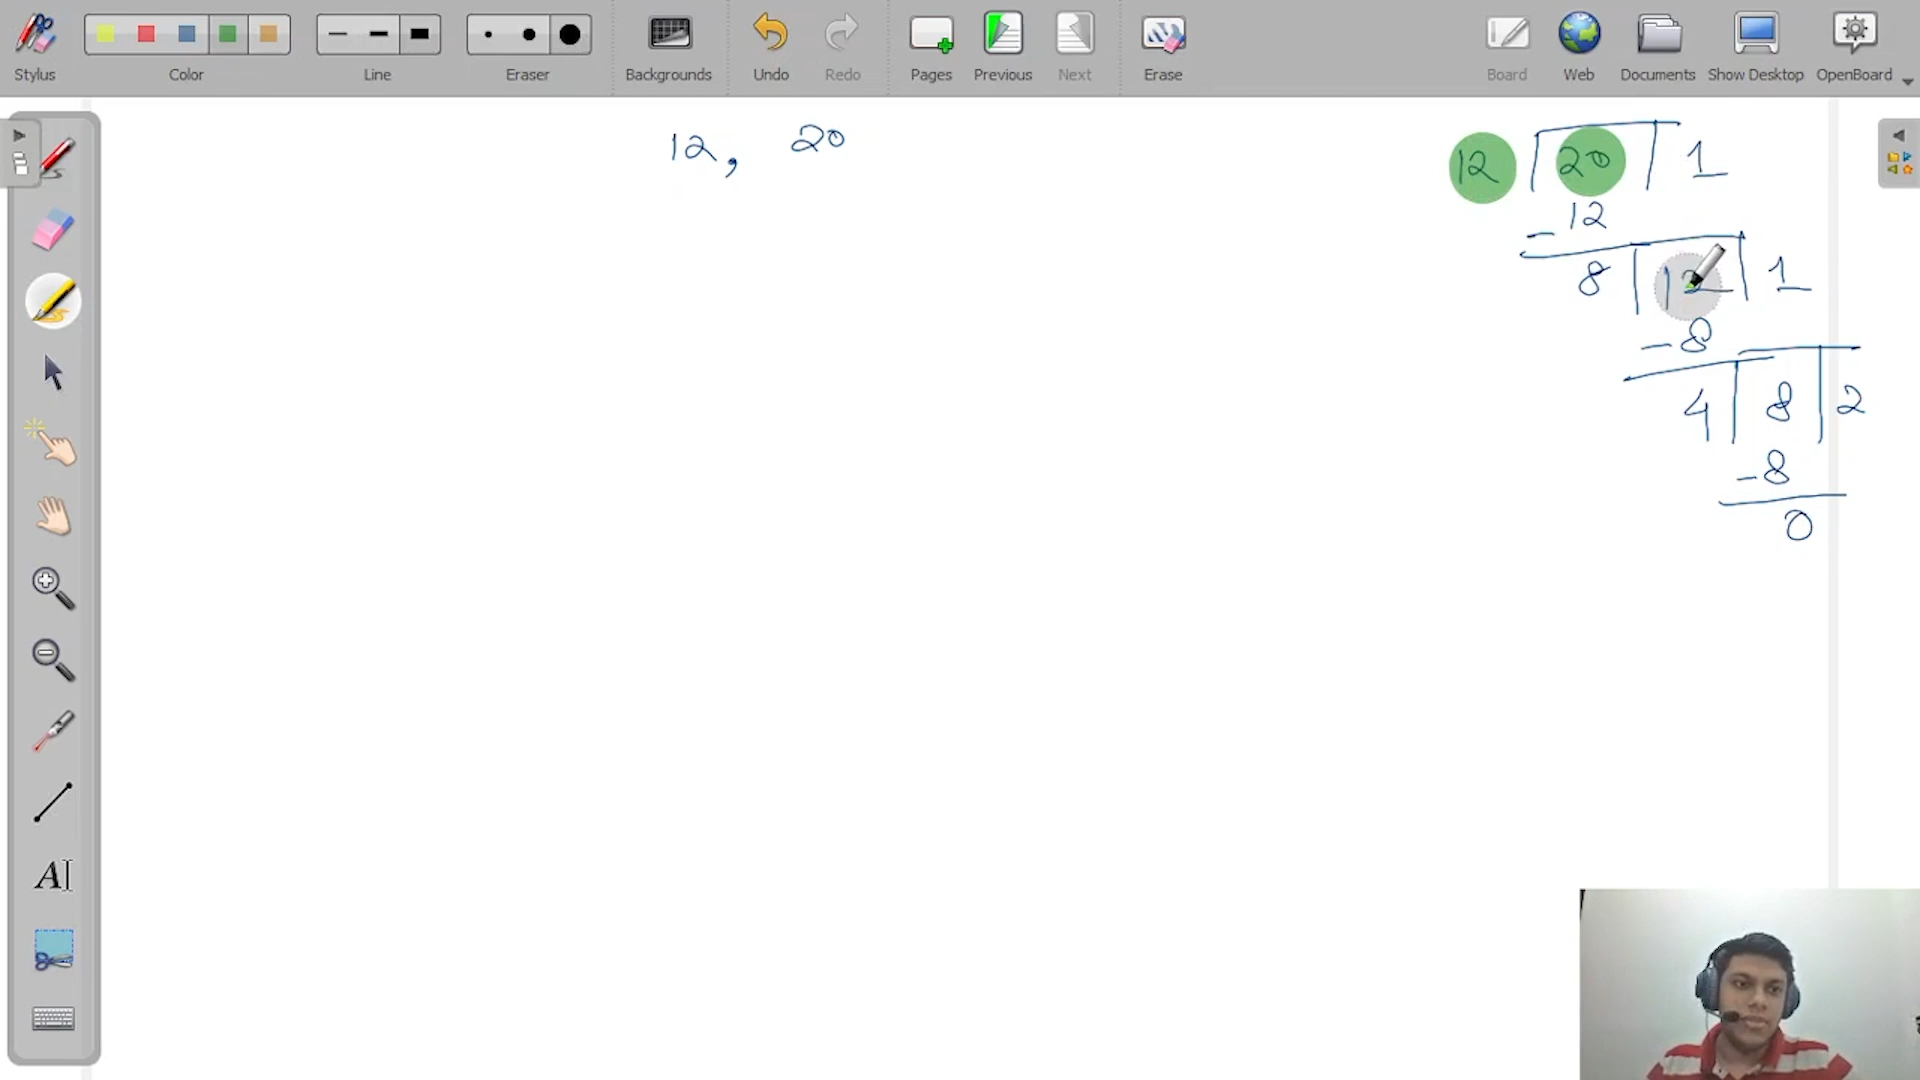 Stylus Color Line Eraser Backgrounds Undo Redo Pages Previous Next Erase Board Web Documents Show Desktop OpenBoard
12, 20
12 20 1
- 12
8 12 1
- 8
4 8 2
- 8
0
A